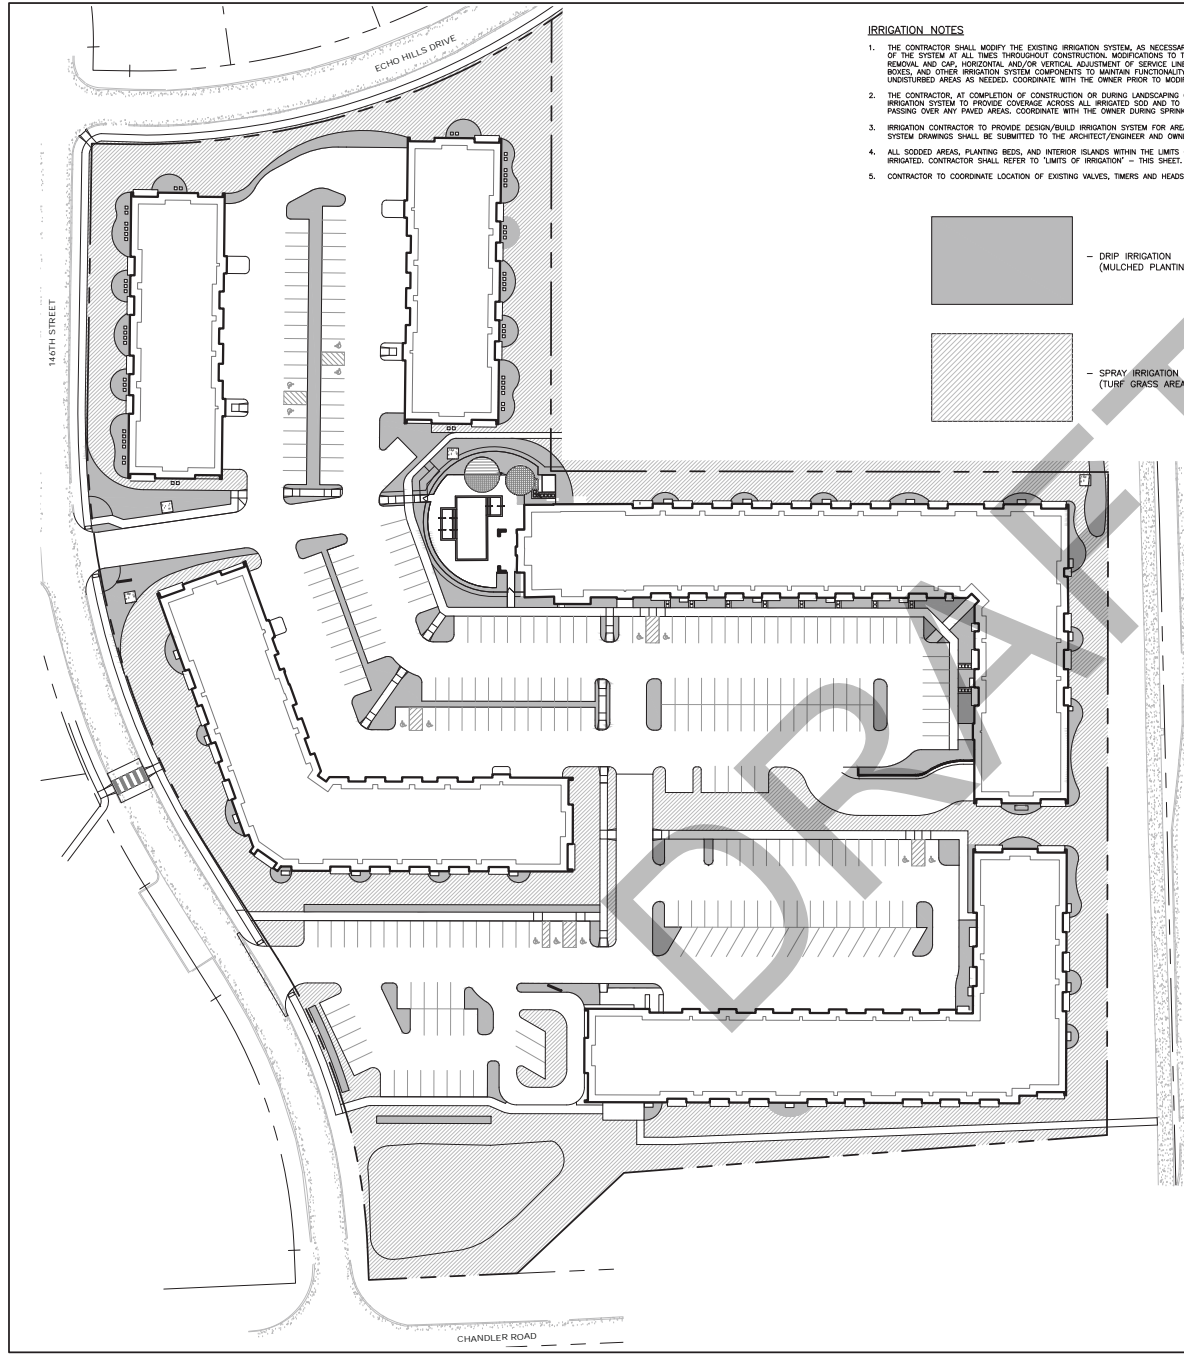 IRRIGATION NOTES
1. THE CONTRACTOR SHALL MODIFY THE EXISTING IRRIGATION SYSTEM, AS NECESSAR
OF THE SYSTEM AT ALL TIMES THROUGHOUT CONSTRUCTION. MODIFICATIONS TO T
REMOVAL AND CAP, HORIZONTAL AND/OR VERTICAL ADJUSTMENT OF SERVICE LINE
BOXES, AND OTHER IRRIGATION SYSTEM COMPONENTS TO MAINTAIN FUNCTIONALITY
UNDISTURBED AREAS AS NEEDED. COORDINATE WITH THE OWNER PRIOR TO MODIF
2. THE CONTRACTOR, AT COMPLETION OF CONSTRUCTION OR DURING LANDSCAPING
IRRIGATION SYSTEM TO PROVIDE COVERAGE ACROSS ALL IRRIGATED SOD AND TO
PASSING OVER ANY PAVED AREAS. COORDINATE WITH THE OWNER DURING SPRINK
3. IRRIGATION CONTRACTOR TO PROVIDE DESIGN/BUILD IRRIGATION SYSTEM FOR AREA
SYSTEM DRAWINGS SHALL BE SUBMITTED TO THE ARCHITECT/ENGINEER AND OWNE
4. ALL SODDED AREAS, PLANTING BEDS, AND INTERIOR ISLANDS WITHIN THE LIMITS
IRRIGATED. CONTRACTOR SHALL REFER TO 'LIMITS OF IRRIGATION' – THIS SHEET.
5. CONTRACTOR TO COORDINATE LOCATION OF EXISTING VALVES, TIMERS AND HEADS
– DRIP IRRIGATION
(MULCHED PLANTIN
– SPRAY IRRIGATION
(TURF GRASS AREA
ECHO HILLS DRIVE
146TH STREET
DRAFT
CHANDLER ROAD